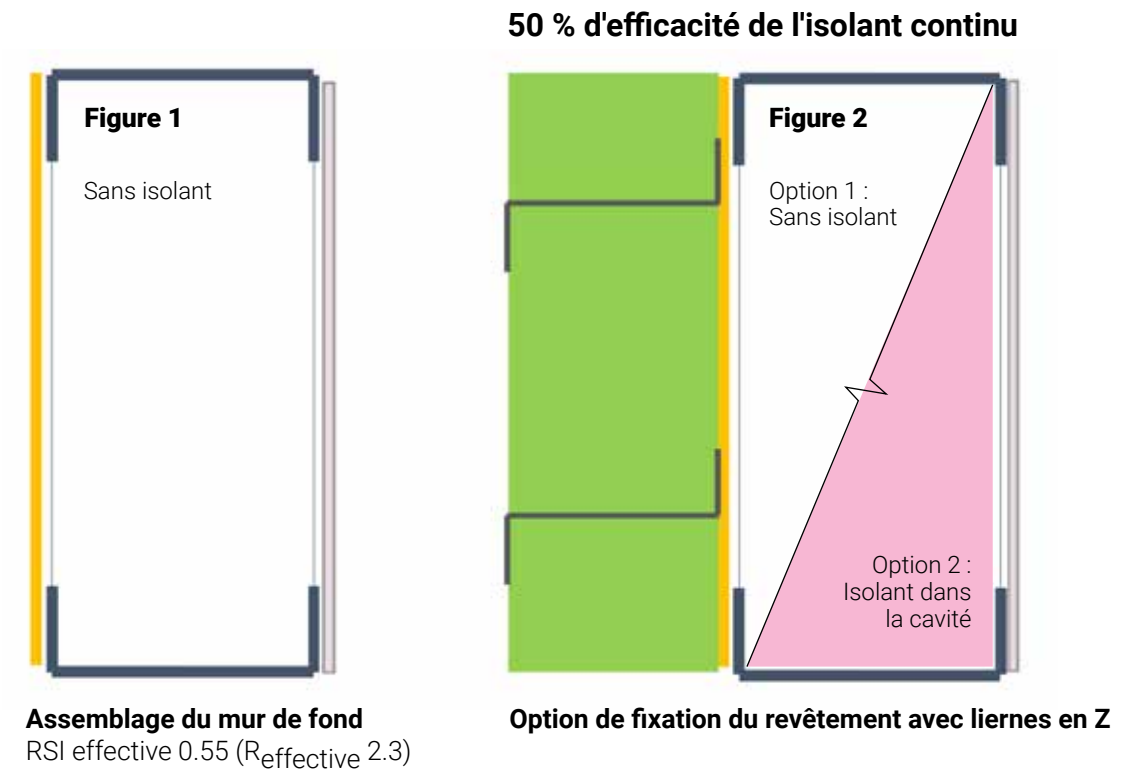 50 % d'efficacité de l'isolant continu
Figure 1
Sans isolant
Figure 2
Option 1 :
Sans isolant
Option 2 :
Isolant dans
la cavité
Assemblage du mur de fond
RSI effective 0.55 (Reffective 2.3)
Option de fixation du revêtement avec liernes en Z